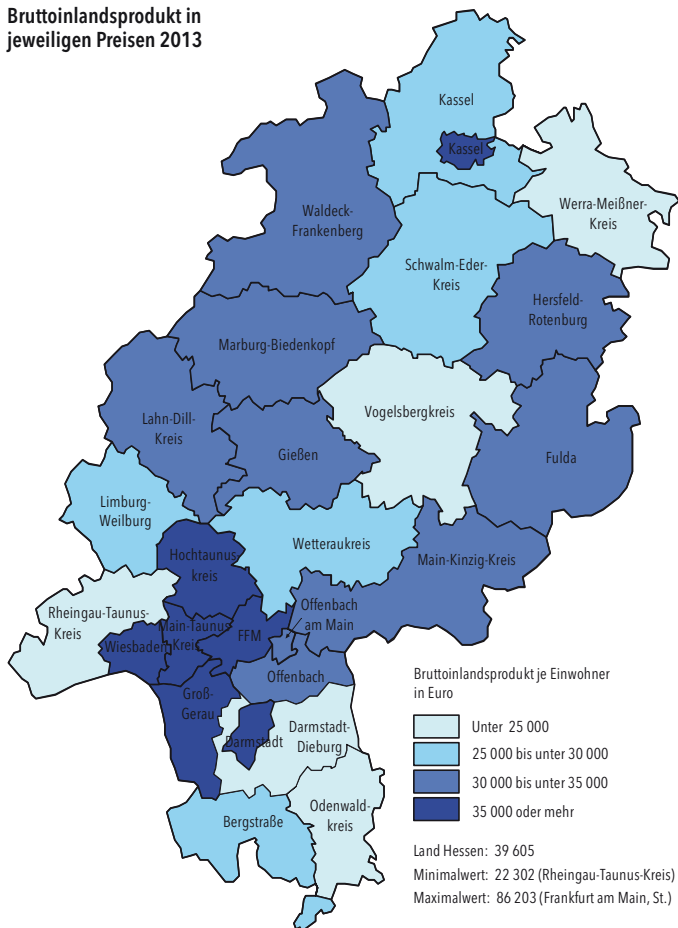 Bruttoinlandsprodukt in
jeweiligen Preisen 2013
Kassel
Kassel
Werra-Meißner-
Kreis
Waldeck-
Frankenberg
Schwalm-Eder-
Kreis
Hersfeld-
Rotenburg
Marburg-Biedenkopf
Vogelsbergkreis
Lahn-Dill-
Kreis
Gießen
Fulda
Limburg-
Weilburg
Wetteraukreis
Hochtaunus
kreis
Main-Kinzig-Kreis
Rheingau-Taunus-
Kreis
Offenbach
am Main
Main-Taunus-
Kreis
FFM
Wiesbaden
Offenbach
Groß-
Gerau
Darmstadt
Darmstadt-
Dieburg
Odenwald-
kreis
Bergstraße
Bruttoinlandsprodukt je Einwohner
in Euro
Unter 25 000
25 000 bis unter 30 000
30 000 bis unter 35 000
35 000 oder mehr
Land Hessen: 39 605
Minimalwert: 22 302 (Rheingau-Taunus-Kreis)
Maximalwert: 86 203 (Frankfurt am Main, St.)